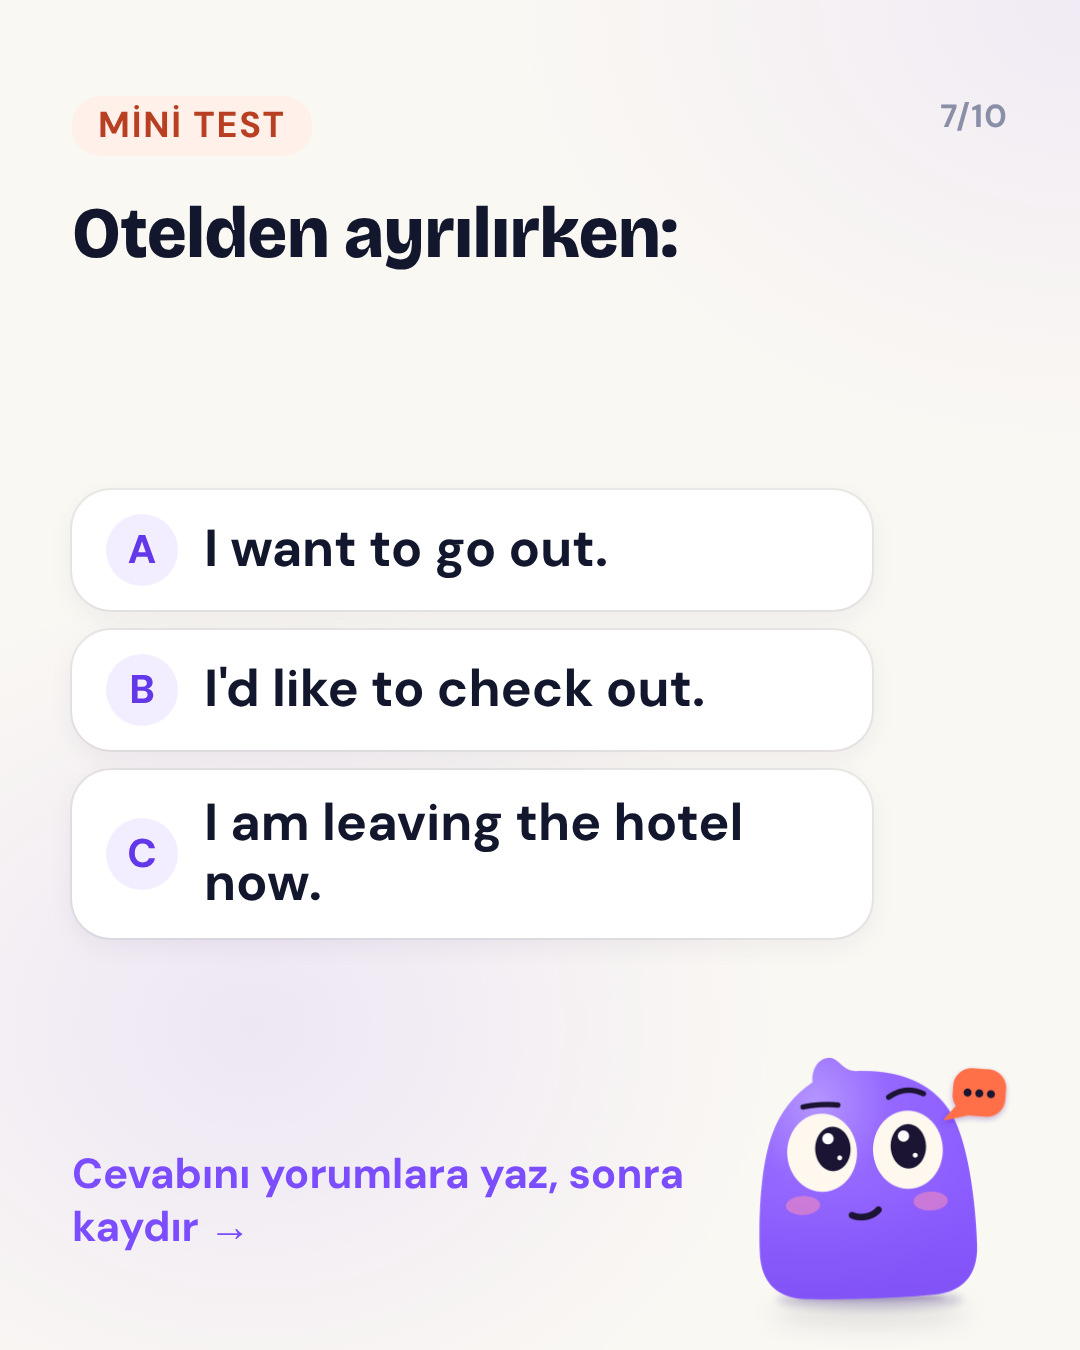 MİNİ TEST
7/10
Otelden ayrılırken:
A I want to go out.
B I'd like to check out.
C I am leaving the hotel
now.
Cevabını yorumlara yaz, sonra
kaydır →